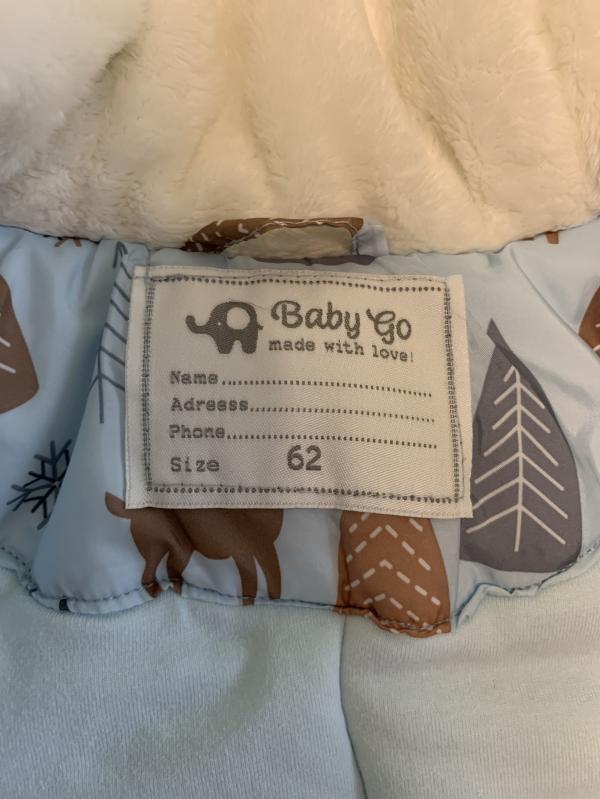 Baby Go
made with love!
Name....................................
Adreess................................
Phone...................................
Size 62